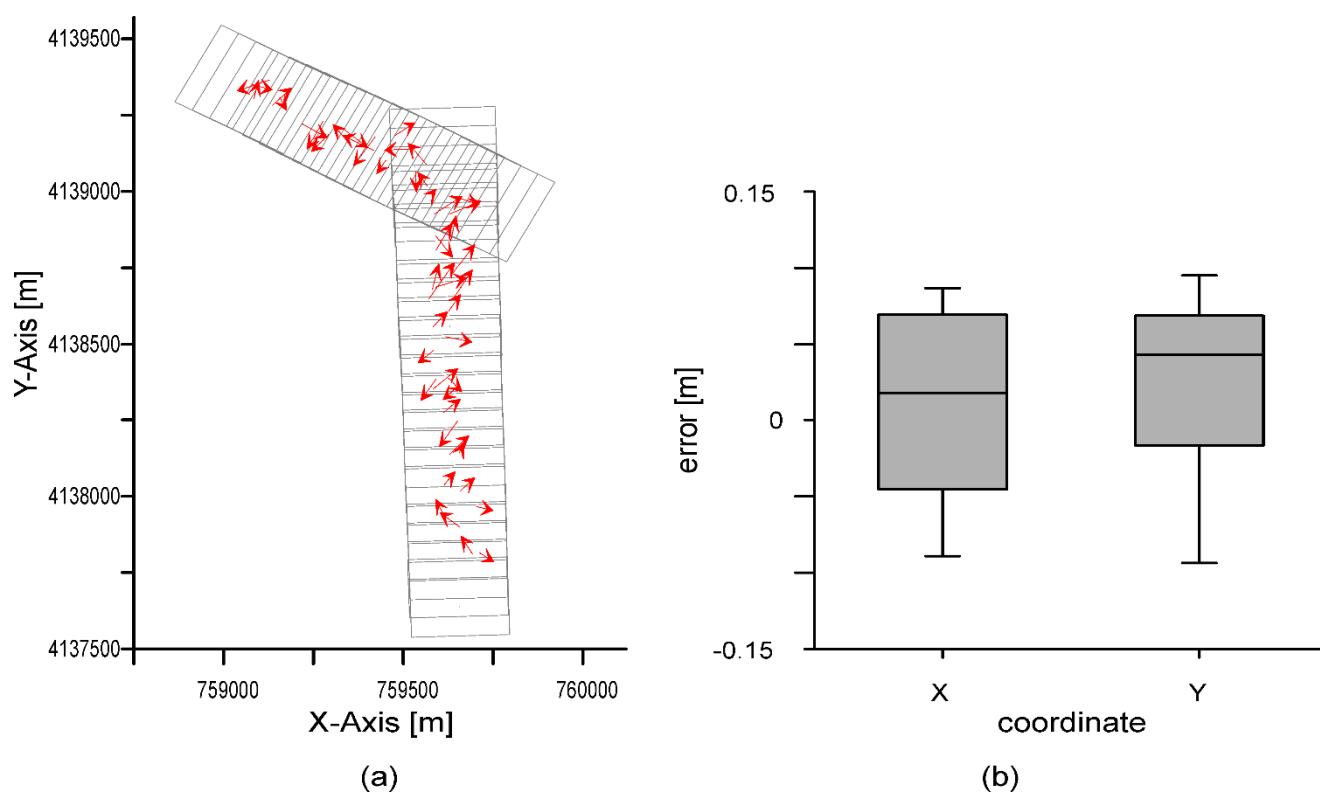 4139500
4139000
4138500
4138000
4137500
Y-Axis [m]
759000
759500
760000
X-Axis [m]
(a)
0.15
0
-0.15
error [m]
X
Y
coordinate
(b)